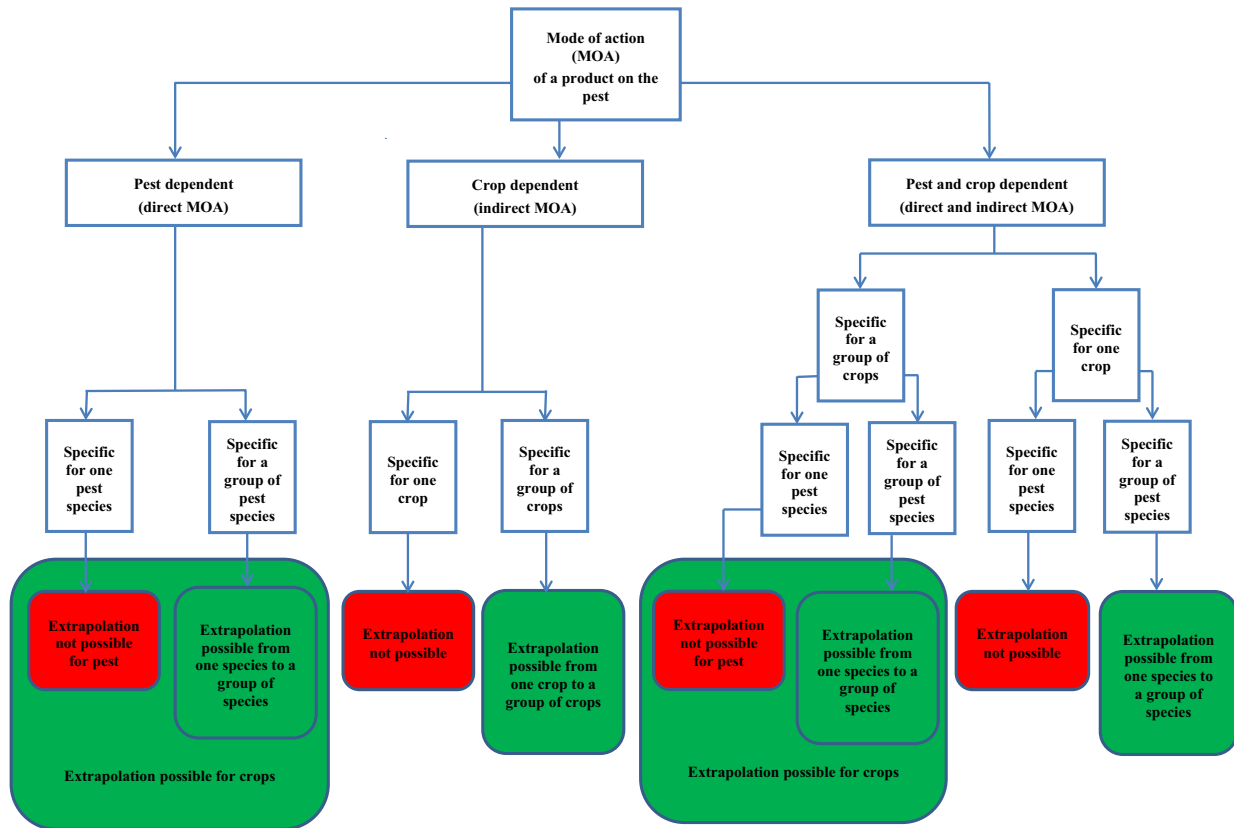 Mode of action
(MOA)
of a product on the
pest
Pest dependent
(direct MOA)
Crop dependent
(indirect MOA)
Pest and crop dependent
(direct and indirect MOA)
Specific
for a
group of
crops
Specific
for one
crop
Specific
for one
pest
species
Specific
for a
group of
pest
species
Specific
for one
crop
Specific
for a
group of
crops
Specific
for one
pest
species
Specific
for a
group of
pest
species
Specific
for one
pest
species
Specific
for a
group of
pest
species
Extrapolation
not possible
for pest
Extrapolation
possible from
one species to a
group of
species
Extrapolation possible for crops
Extrapolation
not possible
Extrapolation
possible from
one crop to a
group of crops
Extrapolation
not possible
for pest
Extrapolation
possible from
one species to a
group of
species
Extrapolation possible for crops
Extrapolation
not possible
Extrapolation
possible from
one species to
a group of
species